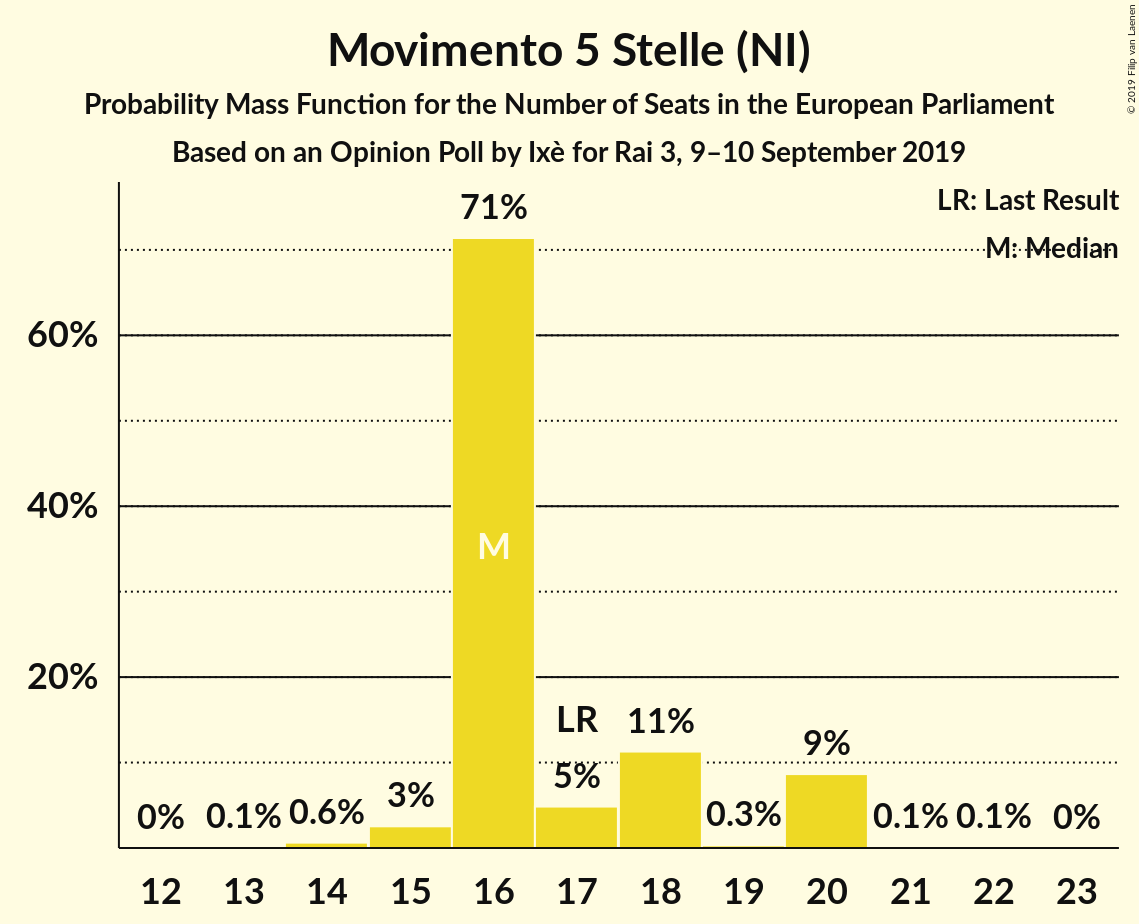 Movimento 5 Stelle (NI)
Probability Mass Function for the Number of Seats in the European Parliament
Based on an Opinion Poll by Ixè for Rai 3, 9–10 September 2019
© 2019 Filip van Laenen
LR: Last Result
M: Median
71%
60%
40%
M
20%
LR
11%
9%
5%
3%
0%
0.1%
0.6%
0.3%
0.1%
0.1%
0%
12 13 14 15 16 17 18 19 20 21 22 23